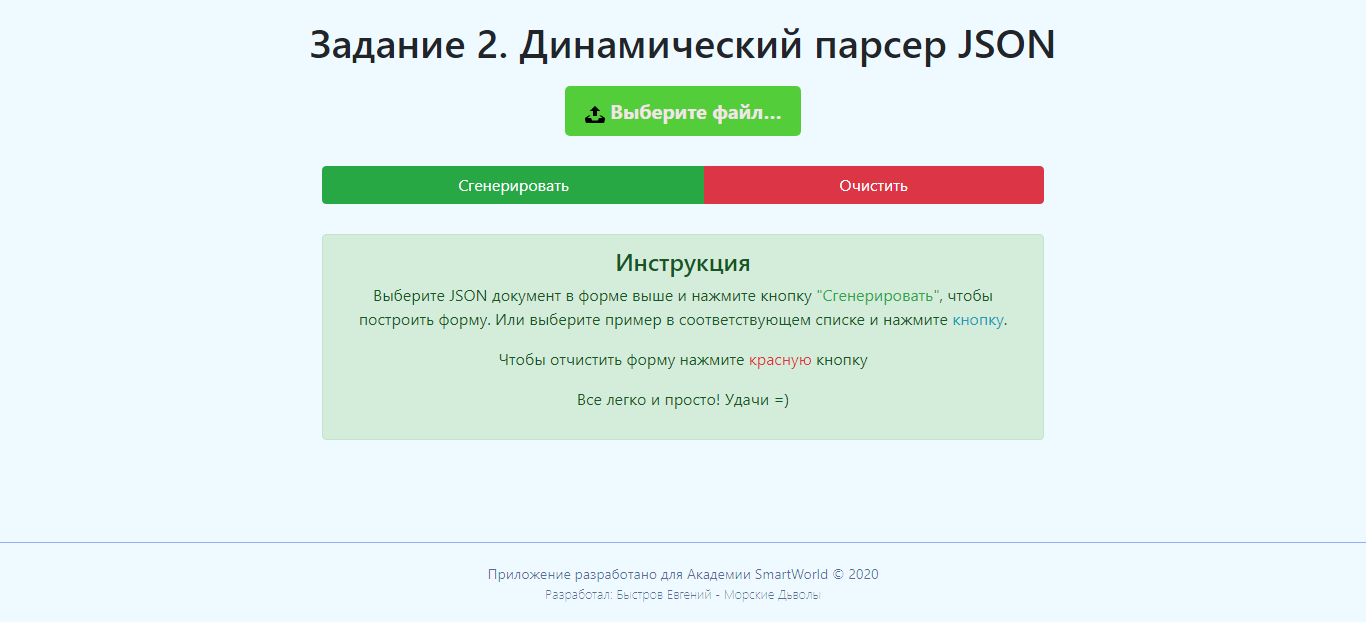 Задание 2. Динамический парсер JSON
Выберите файл...
Сгенерировать
Очистить
Инструкция
Выберите JSON документ в форме выше и нажмите кнопку "Сгенерировать", чтобы
построить форму. Или выберите пример в соответствующем списке и нажмите кнопку.
Чтобы отчистить форму нажмите красную кнопку
Все легко и просто! Удачи =)
Приложение разработано для Академии SmartWorld © 2020
Разработал: Быстров Евгений - Морские Дьволы